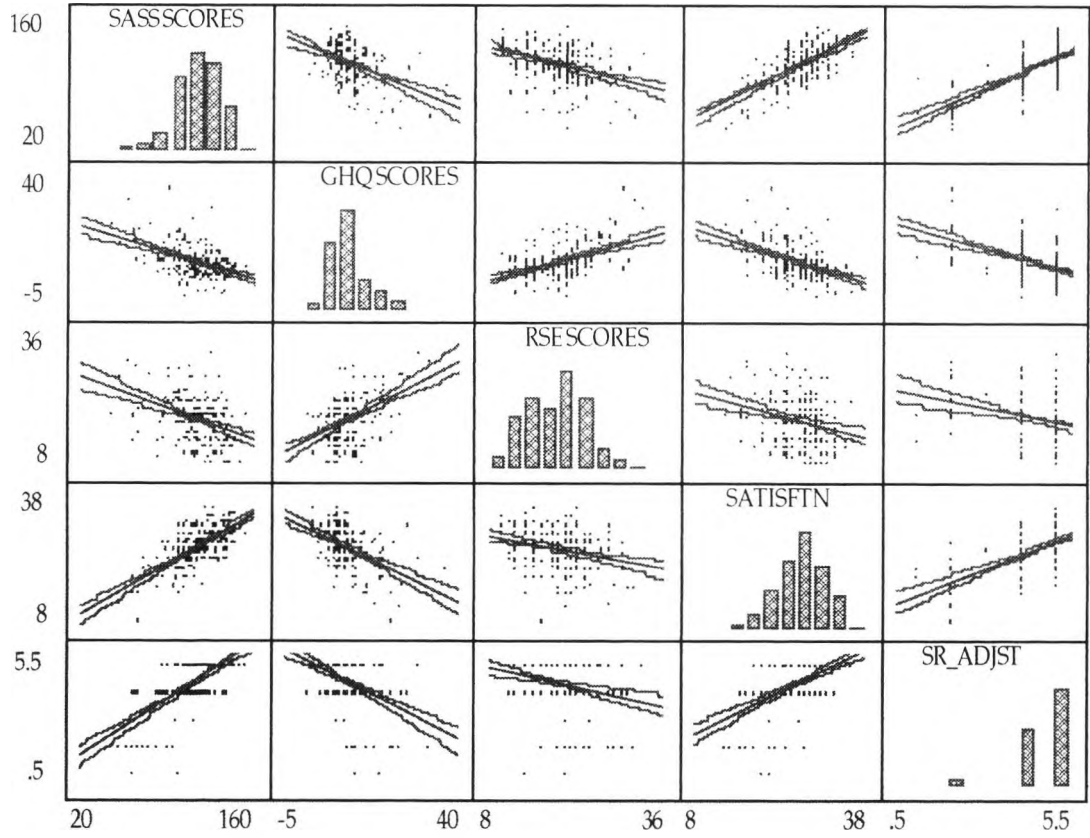 160
SASSSCORES
20
40
GHQSCORES
-5
36
RSESCORES
8
38
SATISFTN
8
5.5
SR_ADJST
.5
20 160 -5 40 8 36 8 38 .5 5.5